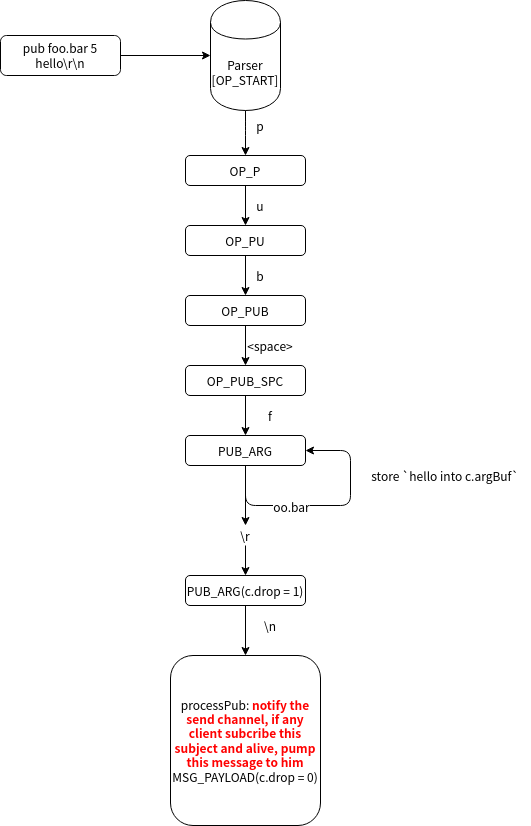 pub foo.bar 5
hello\r\n
Parser
[OP_START]
p
OP_P
u
OP_PU
b
OP_PUB
<space>
OP_PUB_SPC
f
PUB_ARG
store `hello into c.argBuf`
oo.bar
\r
PUB_ARG(c.drop = 1)
\n
processPub: notify the
send channel, if any
client subcribe this
subject and alive, pump
this message to him
MSG_PAYLOAD(c.drop = 0)